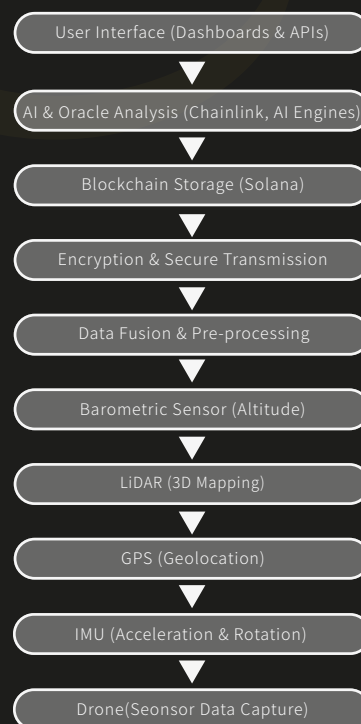 User Interface (Dashboards & APIs)
AI & Oracle Analysis (Chainlink, AI Engines)
Blockchain Storage (Solana)
Encryption & Secure Transmission
Data Fusion & Pre-processing
Barometric Sensor (Altitude)
LiDAR (3D Mapping)
GPS (Geolocation)
IMU (Acceleration & Rotation)
Drone(Seonsor Data Capture)